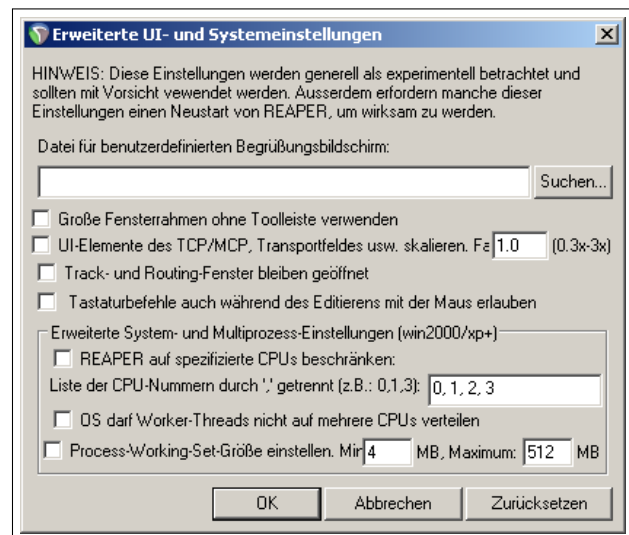 Erweiterte UI- und Systemeinstellungen
HINWEIS: Diese Einstellungen werden generell als experimentell betrachtet und
sollten mit Vorsicht vewendet werden. Ausserdem erfordern manche dieser
Einstellungen einen Neustart von REAPER, um wirksam zu werden.
Datei für benutzerdefinierten Begrüßungsbildschirm:
Suchen...
Große Fensterrahmen ohne Toolleiste verwenden
UI-Elemente des TCP/MCP, Transportfeldes usw. skalieren. Fa 1.0 (0.3x-3x)
Track- und Routing-Fenster bleiben geöffnet
Tastaturbefehle auch während des Editierens mit der Maus erlauben
Erweiterte System- und Multiprozess-Einstellungen (win2000/xp+)
REAPER auf spezifizierte CPUs beschränken:
Liste der CPU-Nummern durch ',' getrennt (z.B.: 0,1,3): 0, 1, 2, 3
OS darf Worker-Threads nicht auf mehrere CPUs verteilen
Process-Working-Set-Größe einstellen. Mir 4 MB, Maximum: 512 MB
OK Abbrechen Zurücksetzen